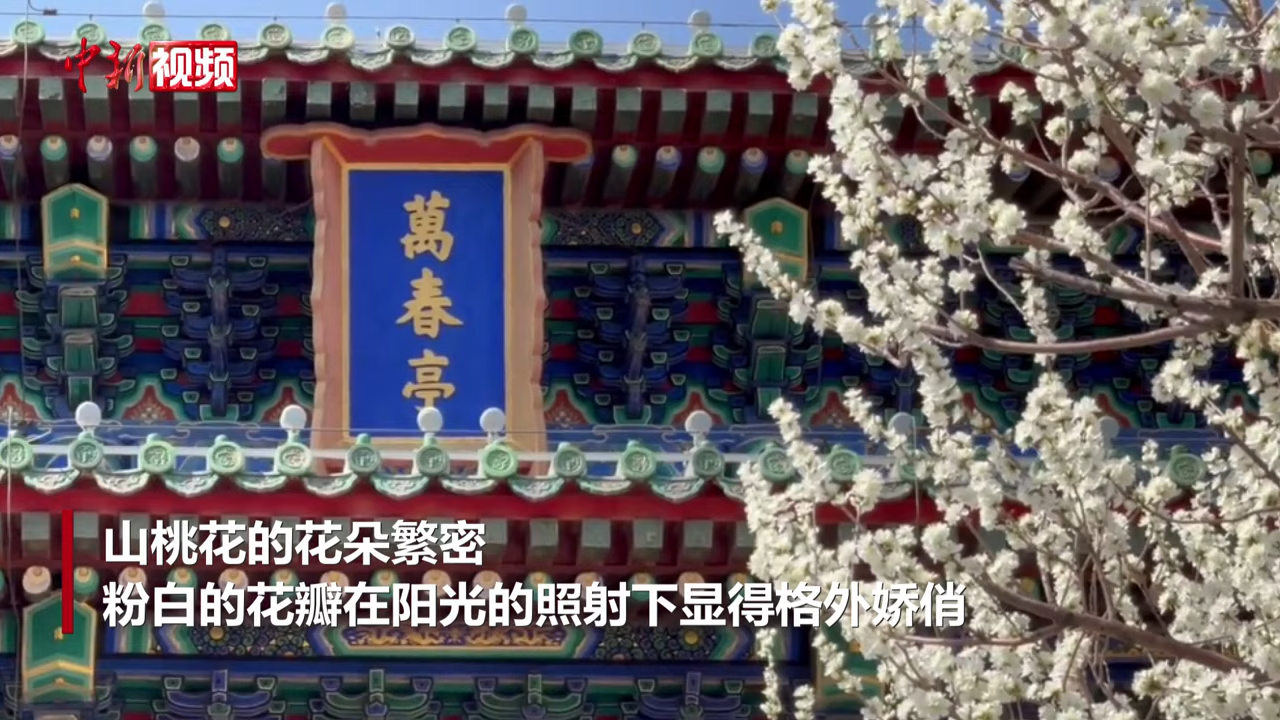 中新视频
萬春亭
山桃花的花朵繁密
粉白的花瓣在阳光的照射下显得格外娇俏